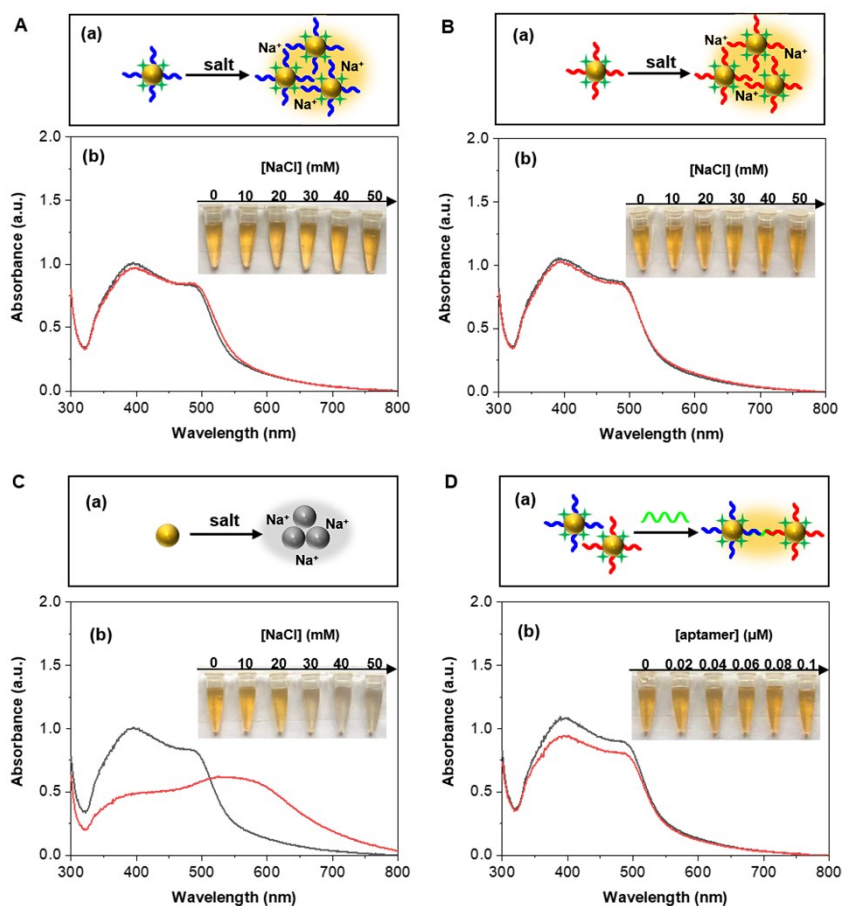 A
(a)
salt
Na⁺
Na⁺
Na⁺
(b)
[NaCl] (mM)
0 10 20 30 40 50
2.0
1.5
1.0
0.5
0.0
Absorbance (a.u.)
300 400 500 600 700 800
Wavelength (nm)
B
(a)
salt
Na⁺
Na⁺
Na⁺
(b)
[NaCl] (mM)
0 10 20 30 40 50
2.0
1.5
1.0
0.5
0.0
Absorbance (a.u.)
300 400 500 600 700 800
Wavelength (nm)
C
(a)
salt
Na⁺
Na⁺
Na⁺
(b)
[NaCl] (mM)
0 10 20 30 40 50
2.0
1.5
1.0
0.5
0.0
Absorbance (a.u.)
300 400 500 600 700 800
Wavelength (nm)
D
(a)
(b)
[aptamer] (μM)
0 0.02 0.04 0.06 0.08 0.1
2.0
1.5
1.0
0.5
0.0
Absorbance (a.u.)
300 400 500 600 700 800
Wavelength (nm)